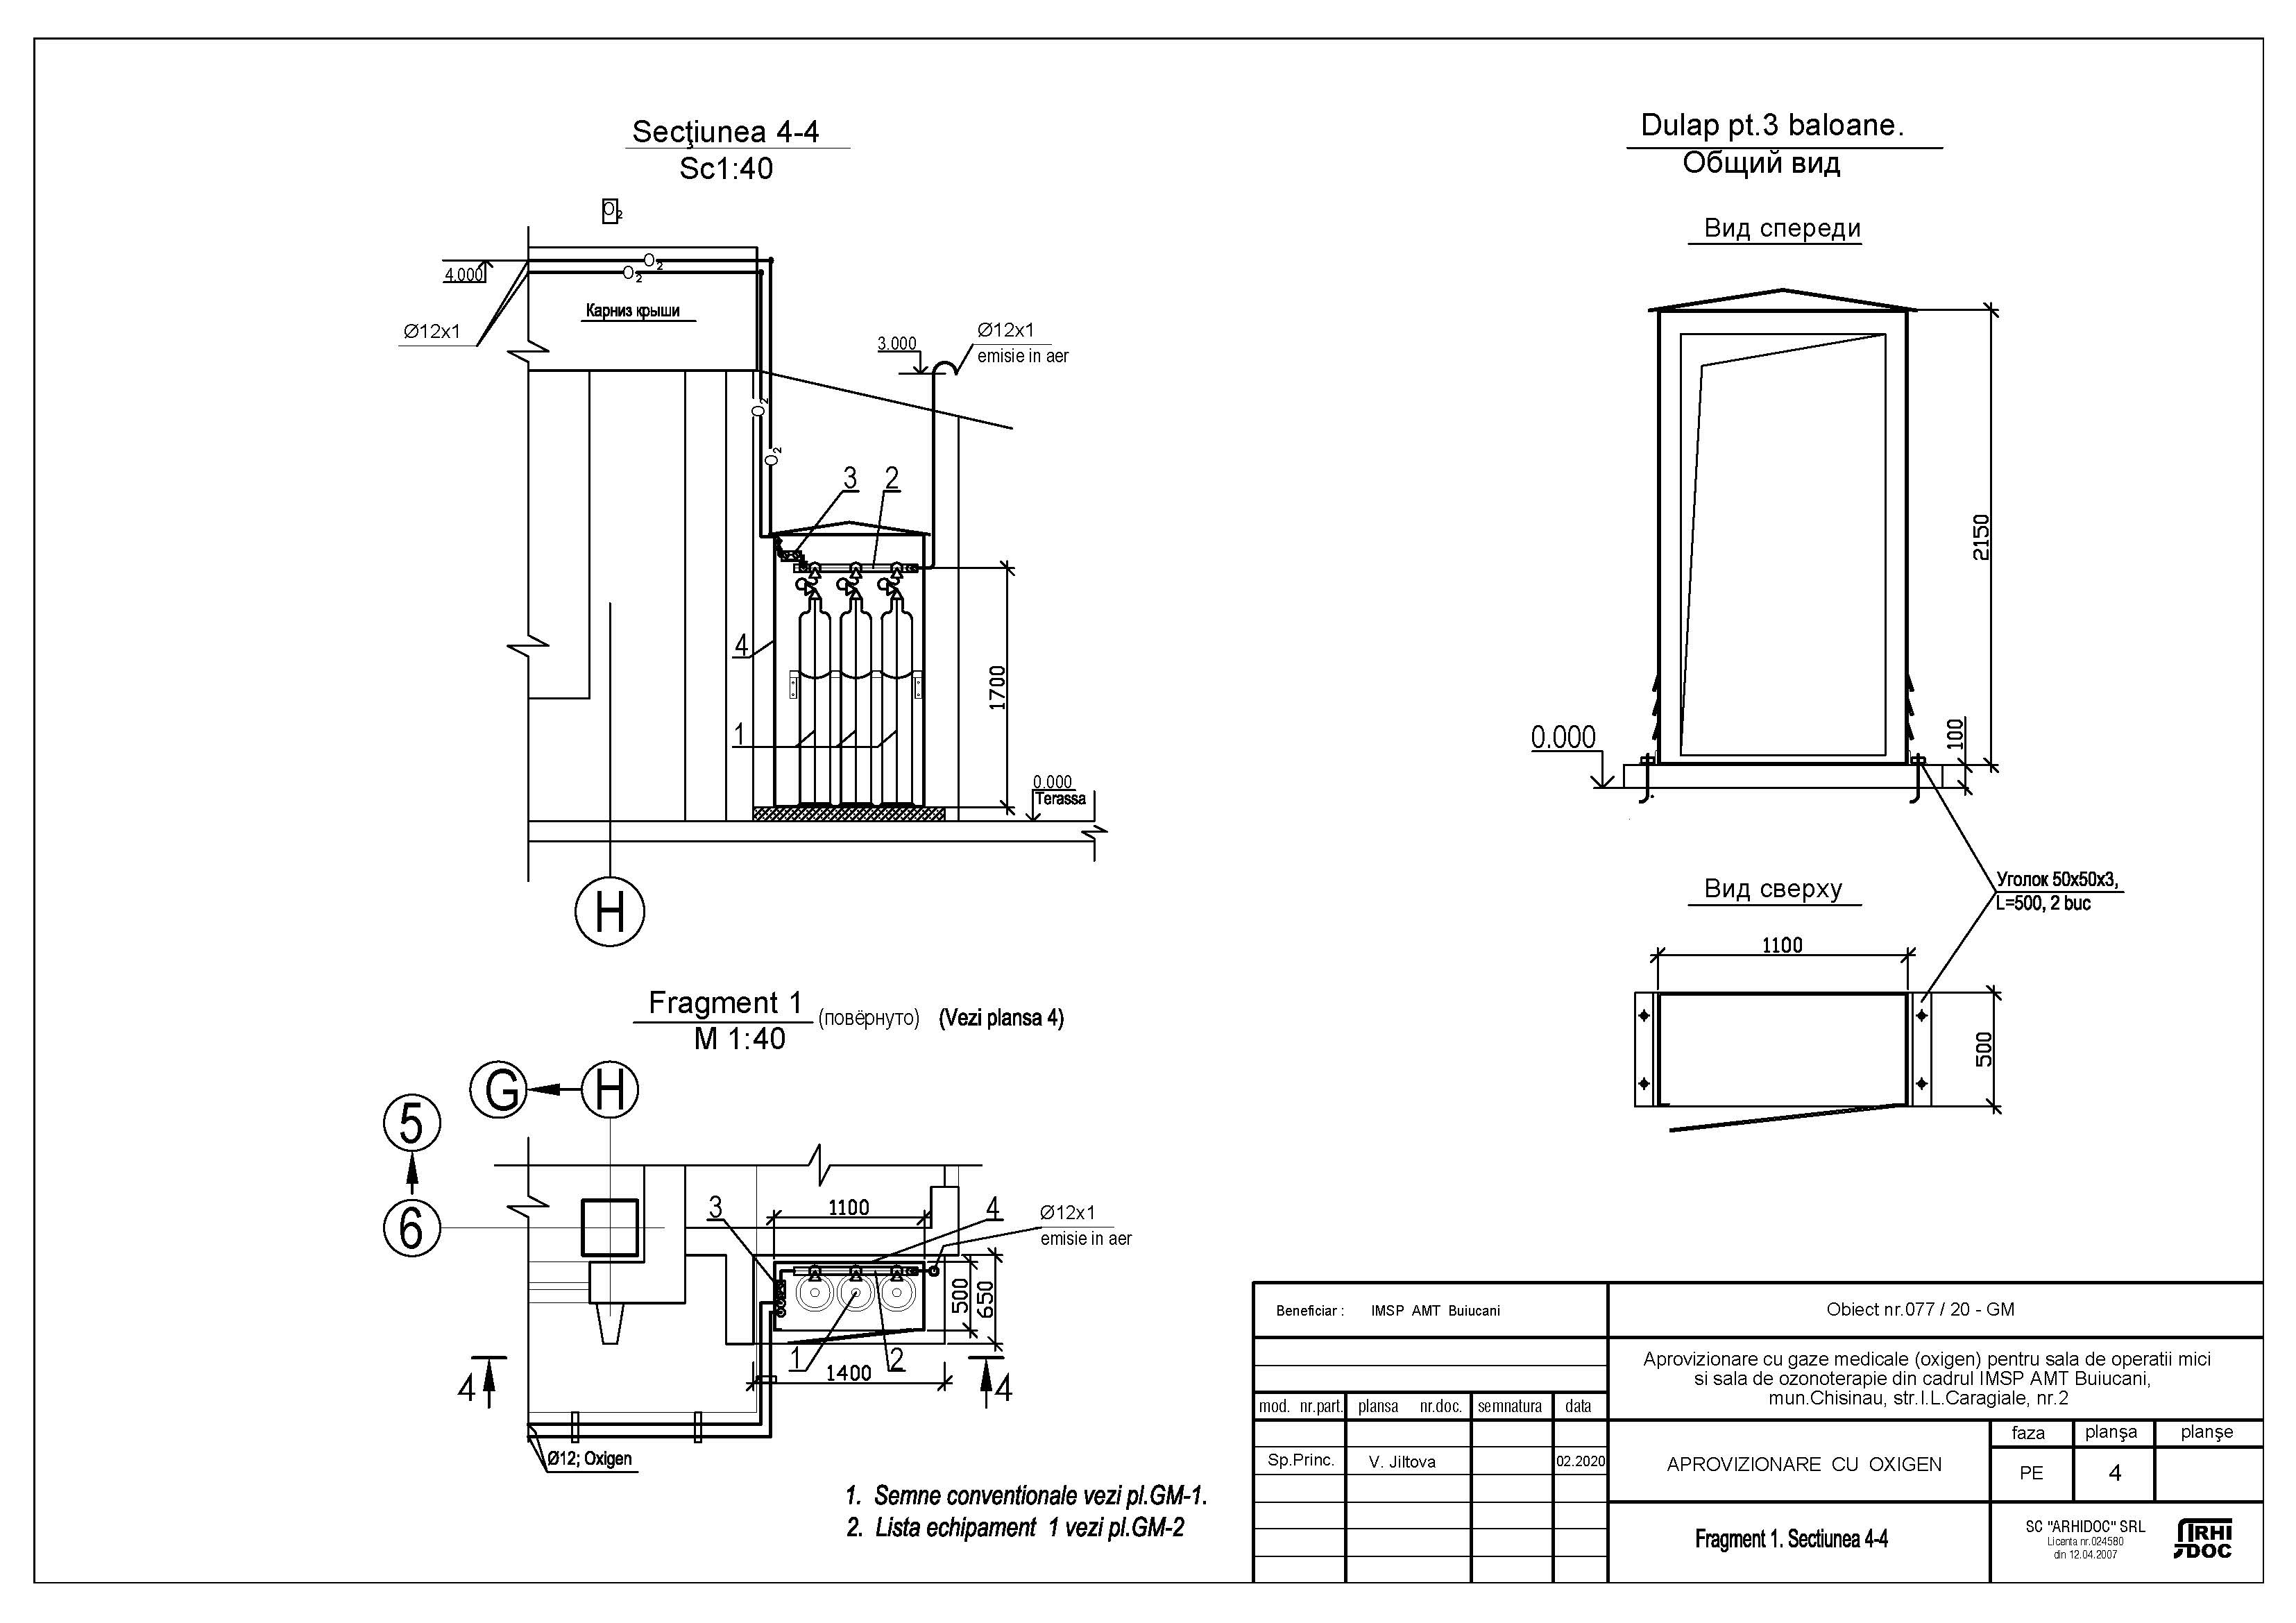 Secţiunea 4-4
Sc1:40
O2
4.000
O2
O2
Карниз крыши
Ø12x1
3.000
Ø12x1
emisie in aer
O2
O2
3
2
4
1
1700
0.000
Terassa
H
Dulap pt.3 baloane.
Общий вид
Вид спереди
2150
100
0.000
Уголок 50x50x3,
L=500, 2 buc
Вид сверху
1100
500
Fragment 1
M 1:40
(повёрнуто)
(Vezi plansa 4)
G
H
5
6
3
1100
4
Ø12x1
emisie in aer
500
650
1
2
1400
4
4
Ø12; Oxigen
1. Semne conventionale vezi pl.GM-1.
2. Lista echipament 1 vezi pl.GM-2
Beneficiar : IMSP AMT Buiucani
Obiect nr.077 / 20 - GM
Aprovizionare cu gaze medicale (oxigen) pentru sala de operatii mici
si sala de ozonoterapie din cadrul IMSP AMT Buiucani,
mun.Chisinau, str.I.L.Caragiale, nr.2
mod. nr.part. plansa nr.doc. semnatura data
Sp.Princ. V. Jiltova 02.2020
APROVIZIONARE CU OXIGEN
faza planşa planşe
PE 4
Fragment 1. Sectiunea 4-4
SC "ARHIDOC" SRL
Licenta nr.024580
din 12.04.2007
ARHI
DOC